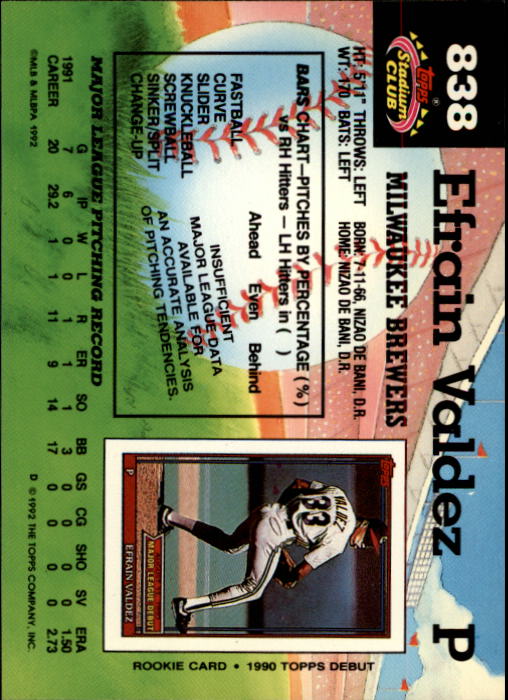 838
TOPPS®
Stadium
CLUB
Efrain Valdez P
MILWAUKEE BREWERS
HT: 5'11" THROWS: LEFT BORN: 7-11-66, NIZAO DE BANI, D.R.
WT: 170 BATS: LEFT HOME: NIZAO DE BANI, D.R.
BARS CHART—PITCHES BY PERCENTAGE (%)
vs RH Hitters — LH Hitters in ( )
Ahead Even Behind
FASTBALL
CURVE
SLIDER
KNUCKLEBALL
SCREWBALL
SINKER/SPLIT
CHANGE-UP
INSUFFICIENT
MAJOR LEAGUE DATA
AVAILABLE FOR
AN ACCURATE ANALYSIS
OF PITCHING TENDENCIES.
TOPPS
VALDEZ
33
MAJOR LEAGUE DEBUT
P EFRAIN VALDEZ
ROOKIE CARD • 1990 TOPPS DEBUT
MAJOR LEAGUE PITCHING RECORD
G IP W L R ER SO BB GS CG SHO SV ERA
1991 7 6 0 0 1 1 9 3 0 0 0 0 1.50
CAREER 20 29.2 1 1 11 9 14 17 0 0 0 0 2.73
©MLB & MLBPA 1992 D ©1992 THE TOPPS COMPANY, INC.